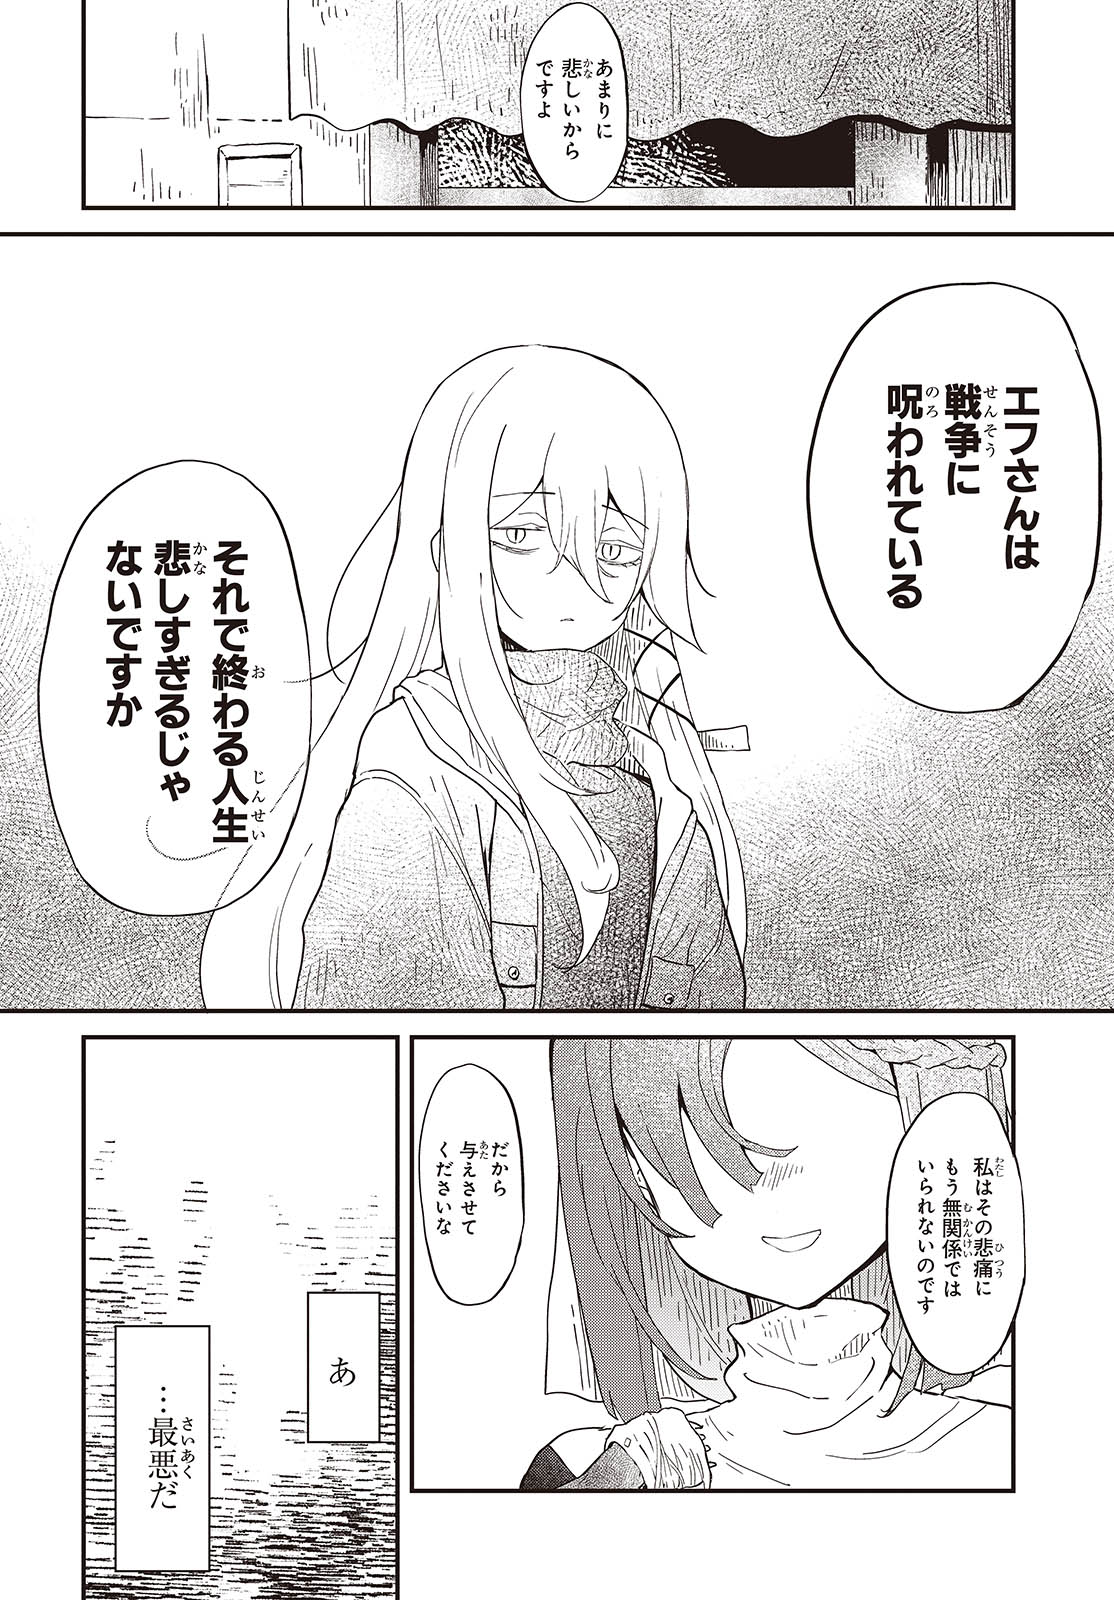 あまりに
悲しいから
ですよ
エフさんは
戦争に
呪われている
それで終わる人生
悲しすぎるじゃ
ないですか
私はその悲痛に
もう無関係では
いられないのです
だから
与えさせて
くださいな
あ
…最悪だ